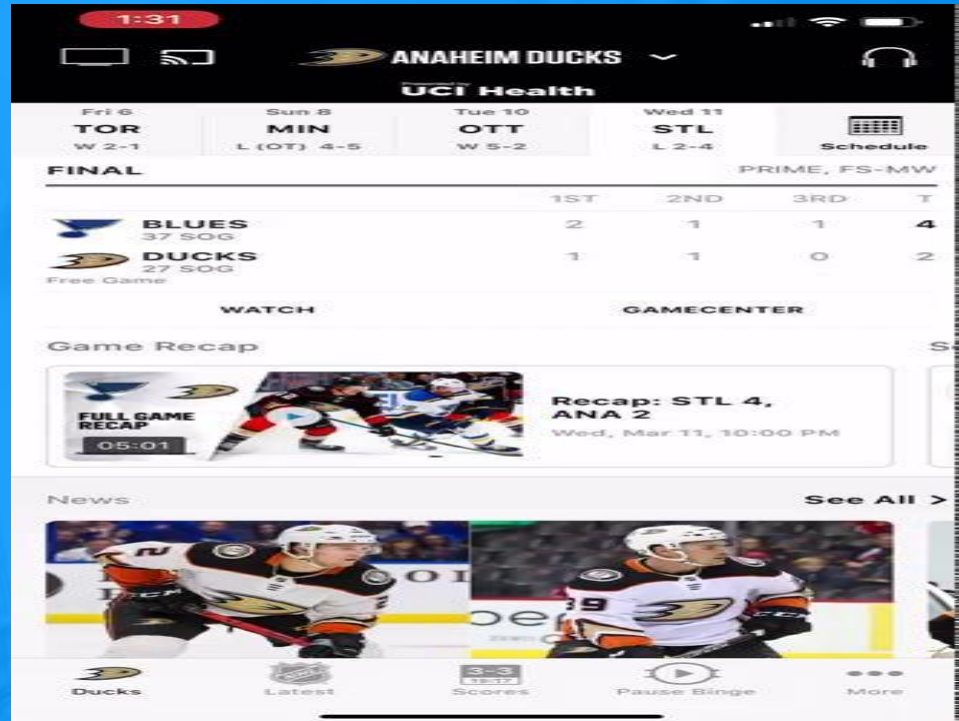 1:31
ANAHEIM DUCKS
UCI Health
Fri 6 Sun 8 Tue 10 Wed 11
TOR MIN OTT STL
W 2-1 L (OT) 4-5 W 5-2 L 2-4 Schedule
FINAL PRIME, FS-MW
1ST 2ND 3RD T
BLUES 2 1 1 4
37 SOG
DUCKS 1 1 0 2
27 SOG
Free Game
WATCH GAMECENTER
Game Recap
FULL GAME
RECAP
05:01
Recap: STL 4,
ANA 2
Wed, Mar 11, 10:00 PM
News See All >
3-3
Ducks Latest Scores Pause Binge More